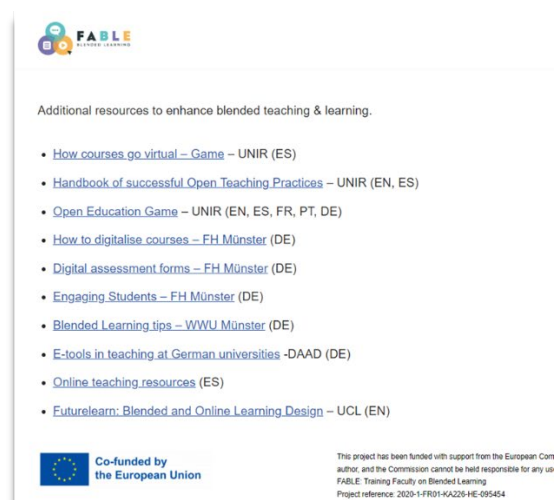 FABLE
BLENDED LEARNING
Additional resources to enhance blended teaching & learning.
• How courses go virtual – Game – UNIR (ES)
• Handbook of successful Open Teaching Practices – UNIR (EN, ES)
• Open Education Game – UNIR (EN, ES, FR, PT, DE)
• How to digitalise courses – FH Münster (DE)
• Digital assessment forms – FH Münster (DE)
• Engaging Students – FH Münster (DE)
• Blended Learning tips – WWU Münster (DE)
• E-tools in teaching at German universities -DAAD (DE)
• Online teaching resources (ES)
• Futurelearn: Blended and Online Learning Design – UCL (EN)
Co-funded by
the European Union
This project has been funded with support from the European Com
author, and the Commission cannot be held responsible for any us
FABLE: Training Faculty on Blended Learning
Project reference: 2020-1-FR01-KA226-HE-095454